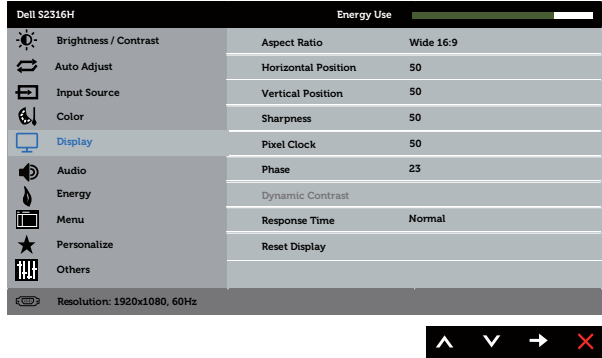 Dell S2316H Energy Use
Brightness / Contrast Aspect Ratio Wide 16:9
Auto Adjust Horizontal Position 50
Input Source Vertical Position 50
Color Sharpness 50
Display Pixel Clock 50
Audio Phase 23
Energy Dynamic Contrast
Menu Response Time Normal
Personalize Reset Display
Others
Resolution: 1920x1080, 60Hz